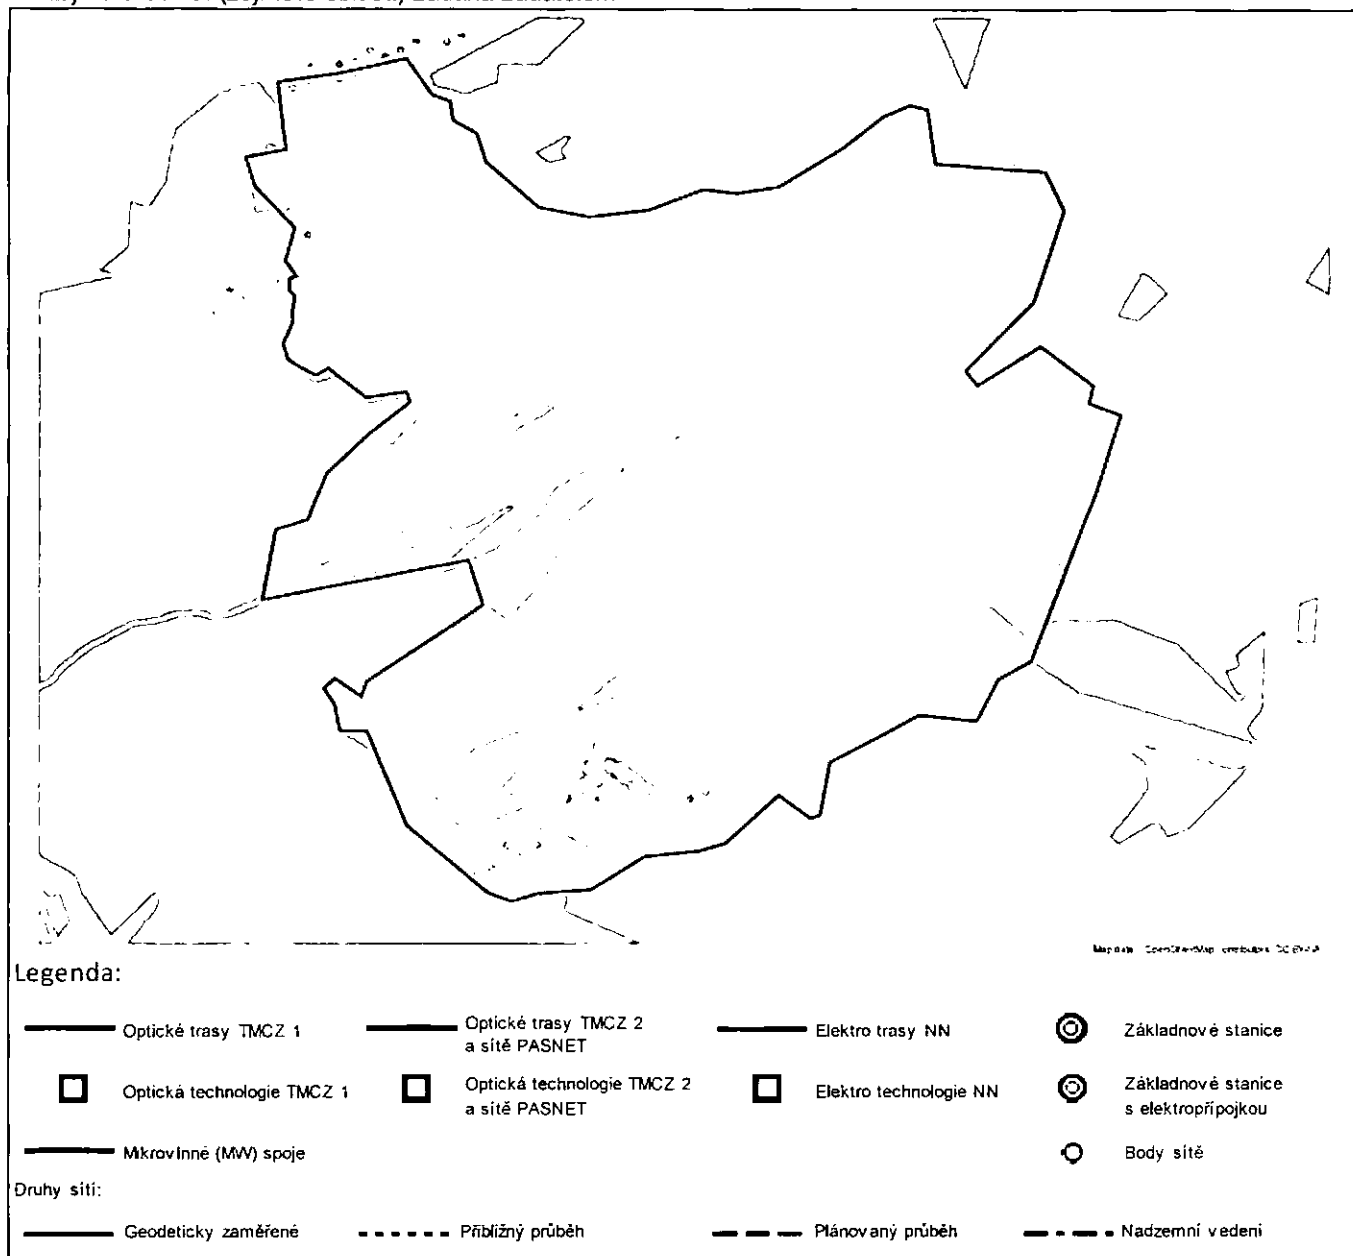 Legenda:
Optické trasy TMCZ 1
Optické trasy TMCZ 2
a sítě PASNET
Elektro trasy NN
Základnové stanice
Optická technologie TMCZ 1
Optická technologie TMCZ 2
a sítě PASNET
Elektro technologie NN
Základnové stanice
s elektropřípojkou
Mikrovlnné (MW) spoje
Body sítě
Druhy sítí:
Geodeticky zaměřené
Přibližný průběh
Plánovaný průběh
Nadzemní vedení